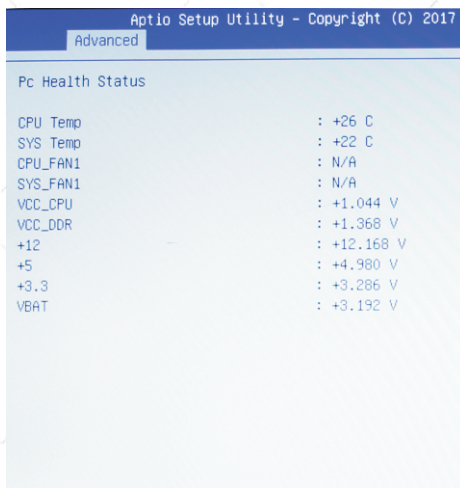 Aptio Setup Utility - Copyright (C) 2017
Advanced
Pc Health Status
CPU Temp : +26 C
SYS Temp : +22 C
CPU_FAN1 : N/A
SYS_FAN1 : N/A
VCC_CPU : +1.044 V
VCC_DDR : +1.368 V
+12 : +12.168 V
+5 : +4.980 V
+3.3 : +3.286 V
VBAT : +3.192 V